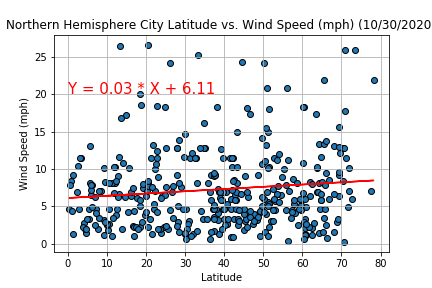 Northern Hemisphere City Latitude vs. Wind Speed (mph) (10/30/2020
Y = 0.03 * X + 6.11
Wind Speed (mph)
25
20
15
10
5
0
0 10 20 30 40 50 60 70 80
Latitude